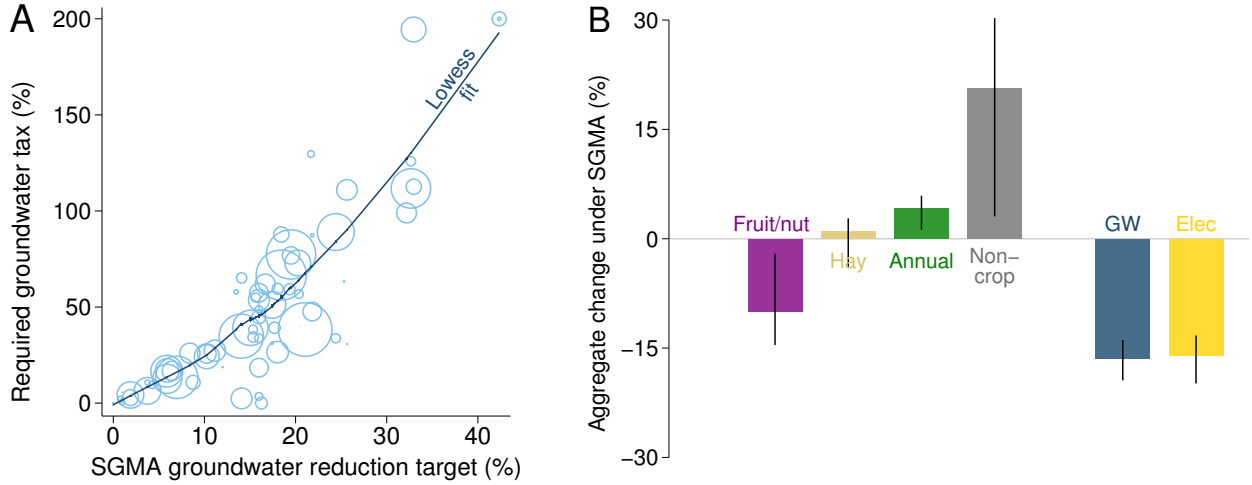 A
200
150
100
50
0
0
10
20
30
40
Required groundwater tax (%)
SGMA groundwater reduction target (%)
Lowess
fit
B
30
15
0
−15
−30
Aggregate change under SGMA (%)
Fruit/nut
Hay
Annual
Non−
crop
GW
Elec